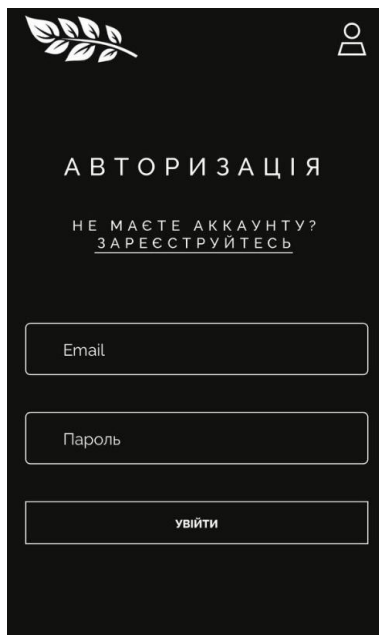 АВТОРИЗАЦІЯ
НЕ МАЄТЕ АККАУНТУ?
ЗАРЕЄСТРУЙТЕСЬ
Email
Пароль
УВІЙТИ